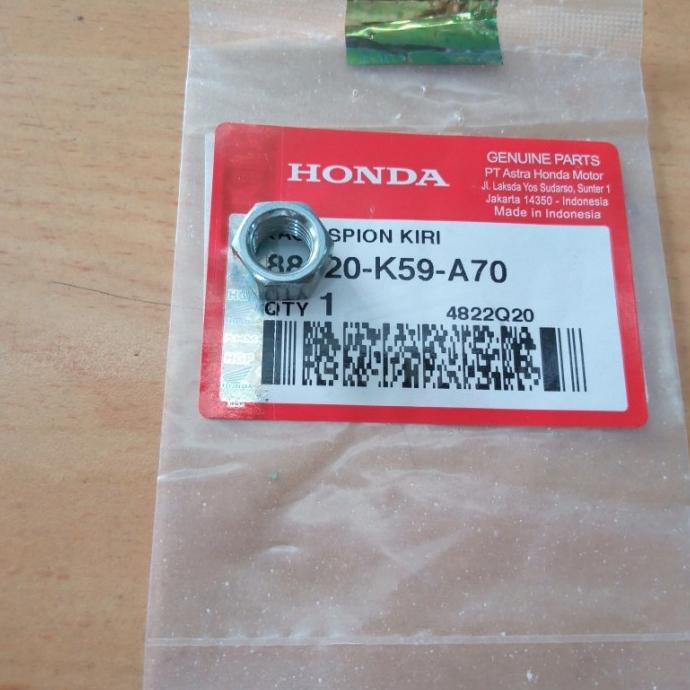 GENUINE PARTS
HONDA
PT Astra Honda Motor
Jl. Laksda Yos Sudarso, Sunter 1
Jakarta 14350 - Indonesia
Made in Indonesia
SPION KIRI
20-K59-A70
QTY 1
4822Q20
HONDA